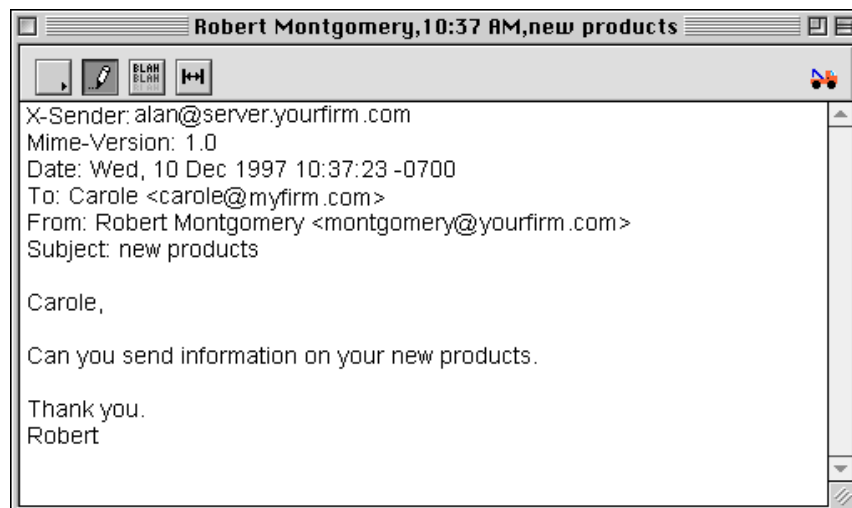 Robert Montgomery,10:37 AM,new products
BLAH
BLAH
BLAH
X-Sender: alan@server.yourfirm.com
Mime-Version: 1.0
Date: Wed, 10 Dec 1997 10:37:23 -0700
To: Carole <carole@myfirm.com>
From: Robert Montgomery <montgomery@yourfirm.com>
Subject: new products
Carole,
Can you send information on your new products.
Thank you.
Robert